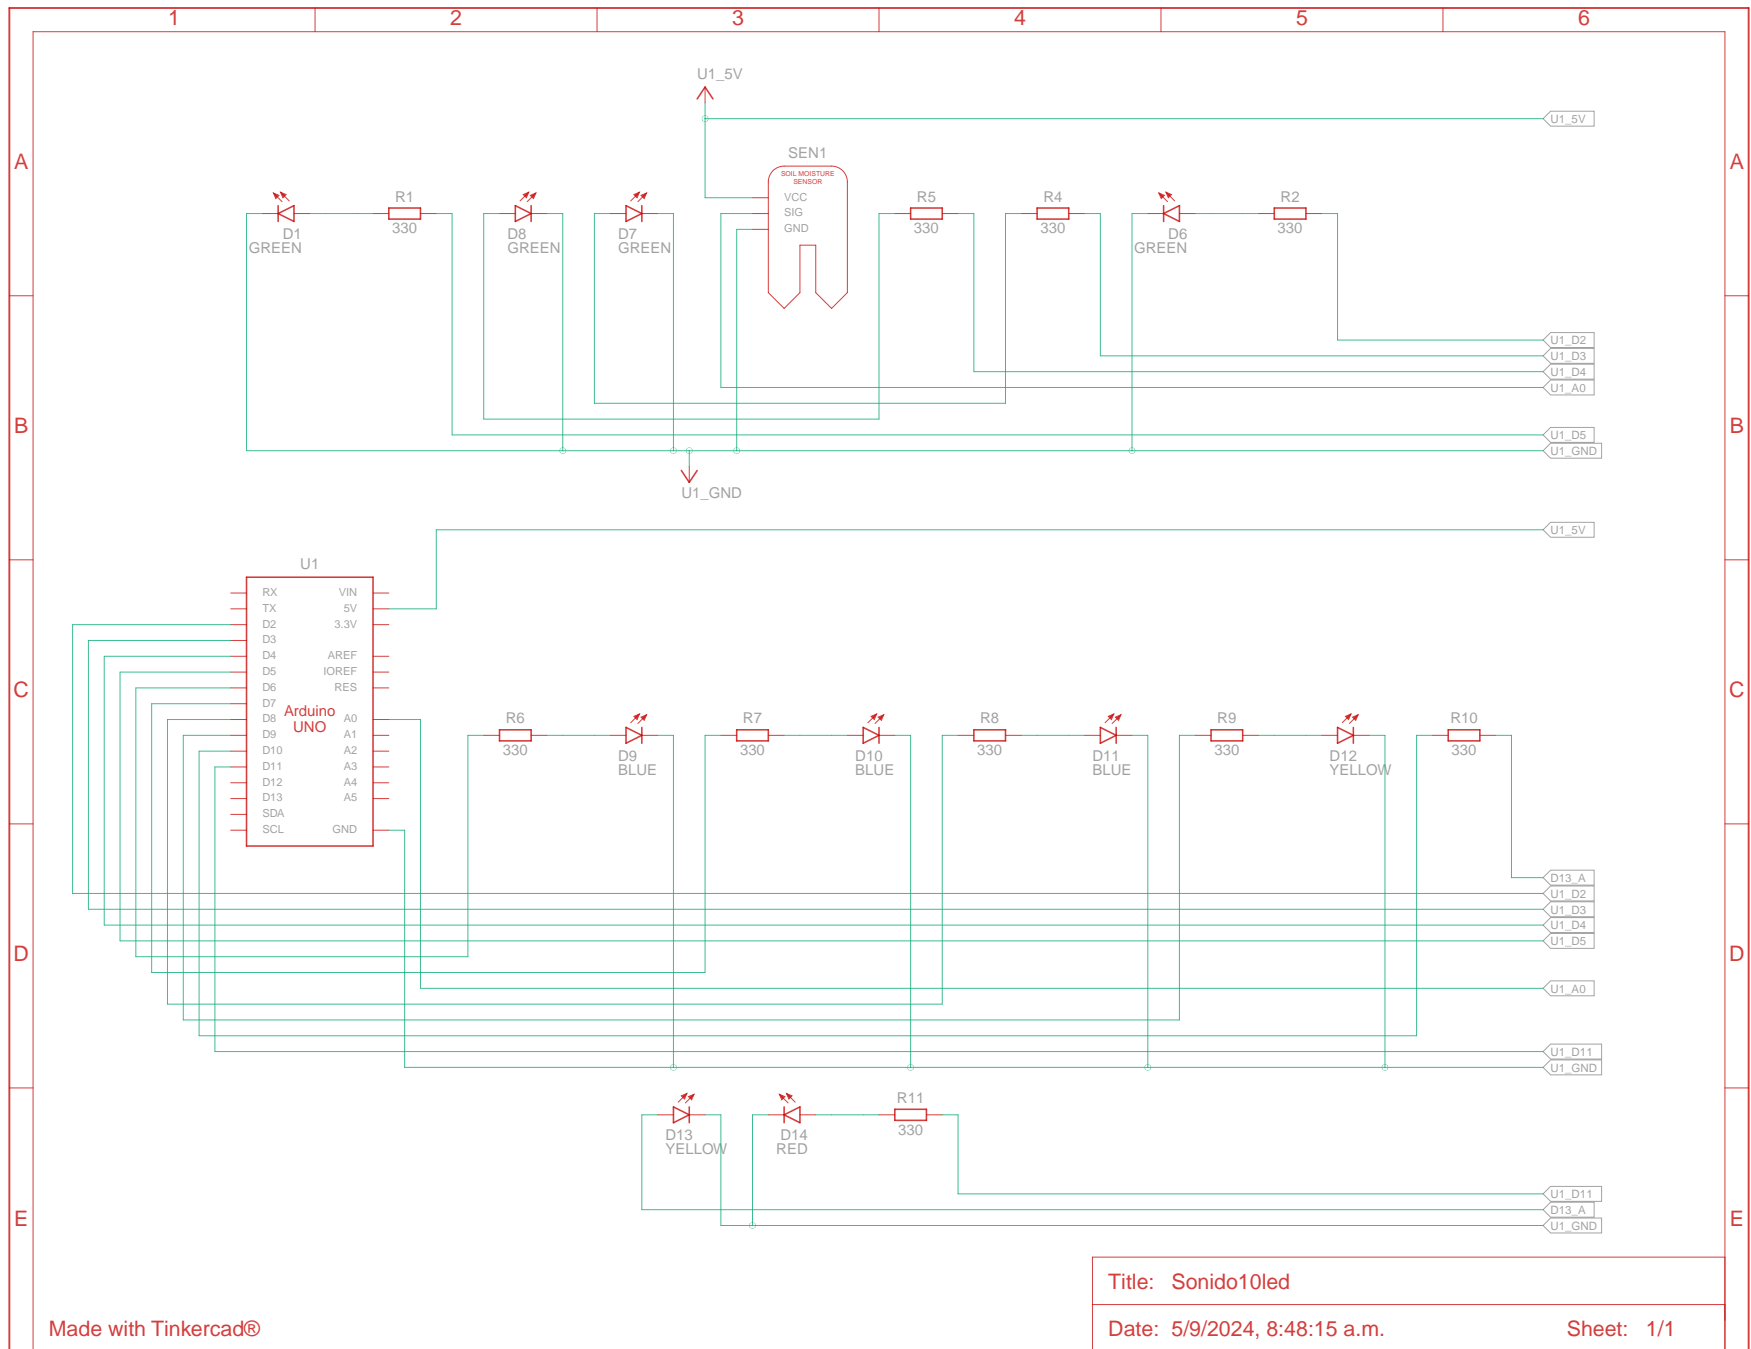 1 2 3 4 5 6
U1_5V
U1_5V
A A
SEN1
SOIL MOISTURE
SENSOR
VCC
SIG
GND
R1
330
R5
330
R4
330
R2
330
D1
GREEN
D8
GREEN
D7
GREEN
D6
GREEN
U1_D2
U1_D3
U1_D4
U1_A0
B B
U1_D5
U1_GND
U1_GND
U1_5V
U1
RX VIN
TX 5V
D2 3.3V
D3
D4 AREF
D5 IOREF
D6 RES
D7
Arduino
UNO
D8 A0
D9 A1
D10 A2
D11 A3
D12 A4
D13 A5
SDA
SCL GND
C C
R6
330
D9
BLUE
R7
330
D10
BLUE
R8
330
D11
BLUE
R9
330
D12
YELLOW
R10
330
D13_A
U1_D2
U1_D3
U1_D4
U1_D5
D D
U1_A0
U1_D11
U1_GND
D13
YELLOW
D14
RED
R11
330
U1_D11
D13_A
U1_GND
E E
Title: Sonido10led
Made with Tinkercad®
Date: 5/9/2024, 8:48:15 a.m. Sheet: 1/1